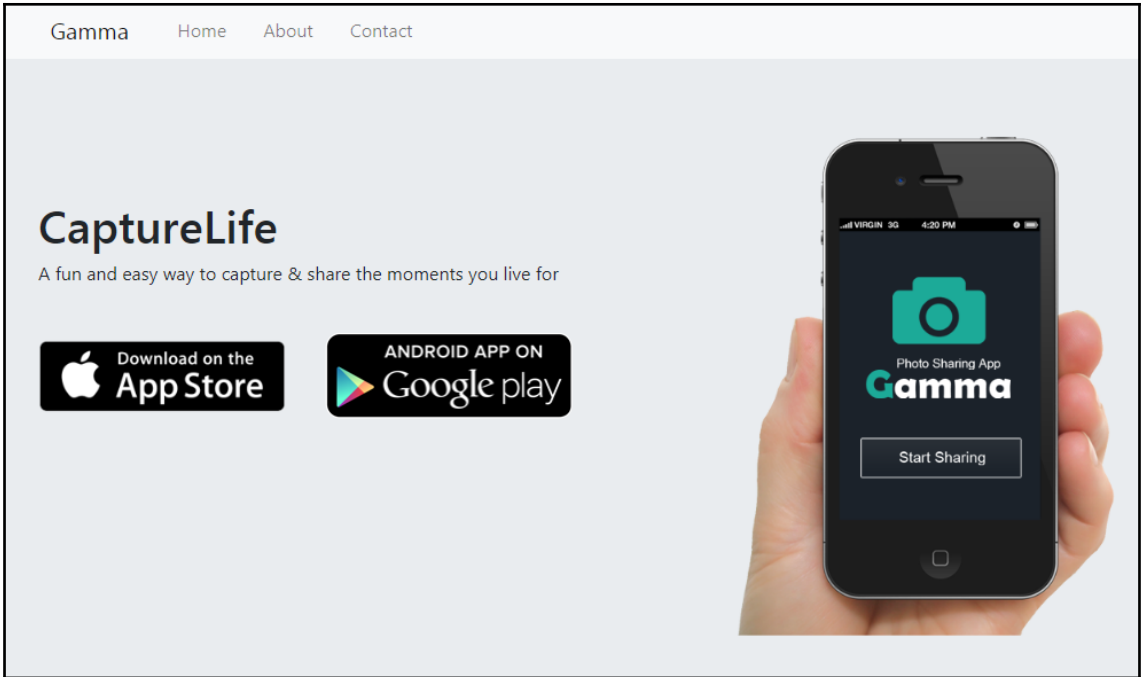 Gamma Home About Contact
CaptureLife
A fun and easy way to capture & share the moments you live for
Download on the
App Store
ANDROID APP ON
Google play
VIRGIN 3G 4:20 PM
Photo Sharing App
Gamma
Start Sharing